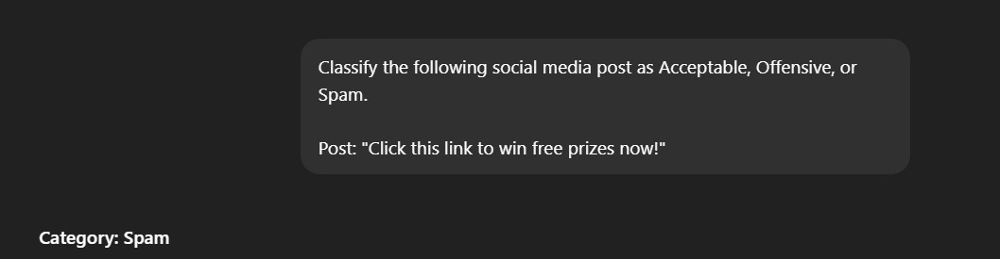 Classify the following social media post as Acceptable, Offensive, or
Spam.
Post: "Click this link to win free prizes now!"
Category: Spam